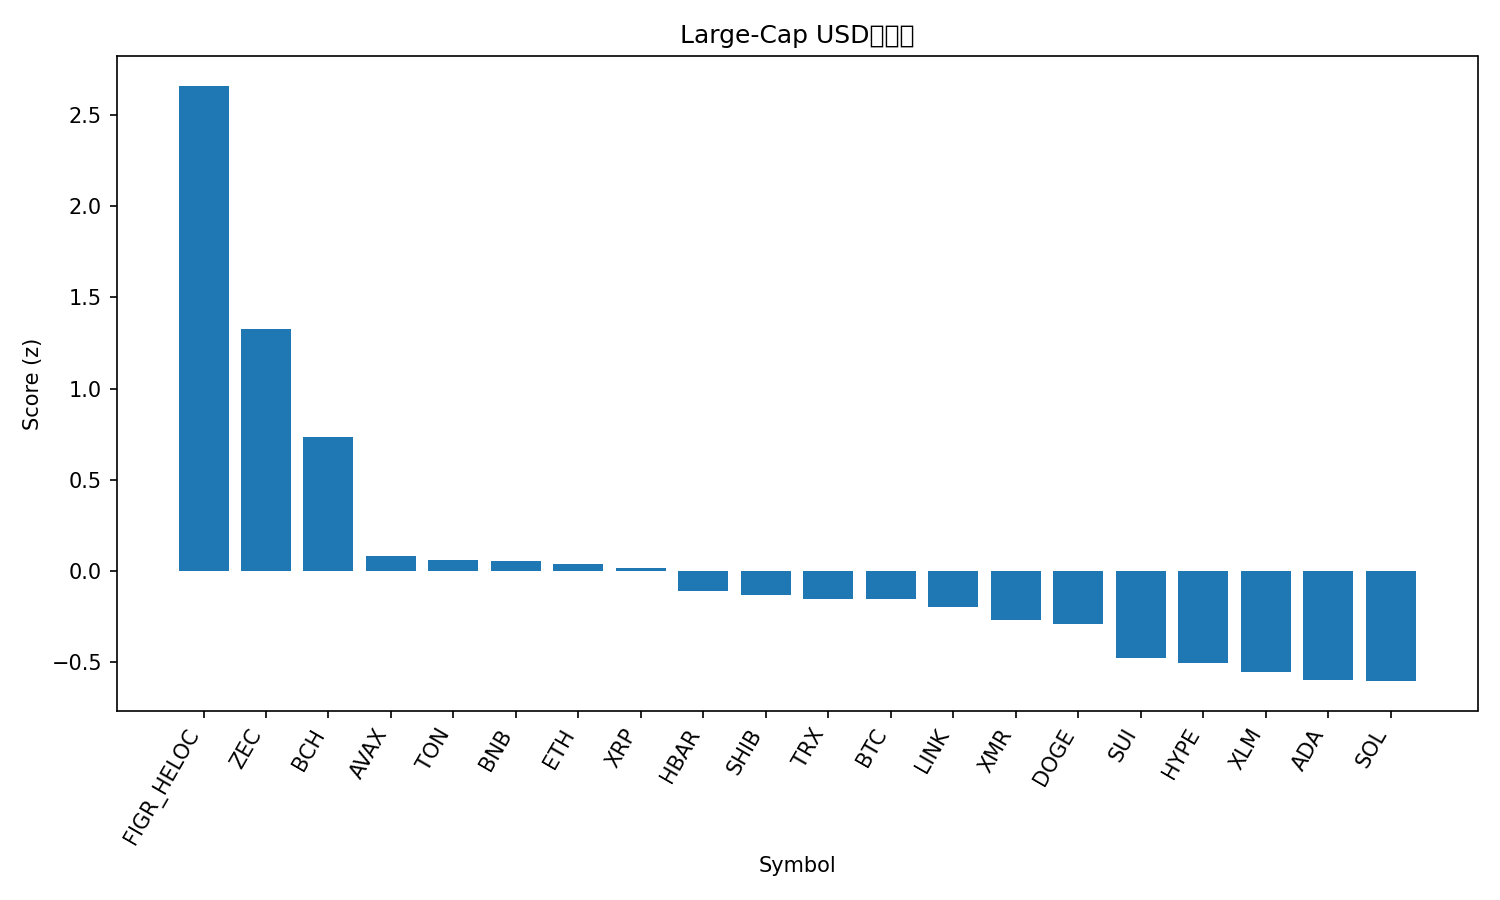 Large-Cap USD
Score (z)
2.5
2.0
1.5
1.0
0.5
0.0
−0.5
FIGR_HELOC
ZEC
BCH
AVAX
TON
BNB
ETH
XRP
HBAR
SHIB
TRX
BTC
LINK
XMR
DOGE
SUI
HYPE
XLM
ADA
SOL
Symbol